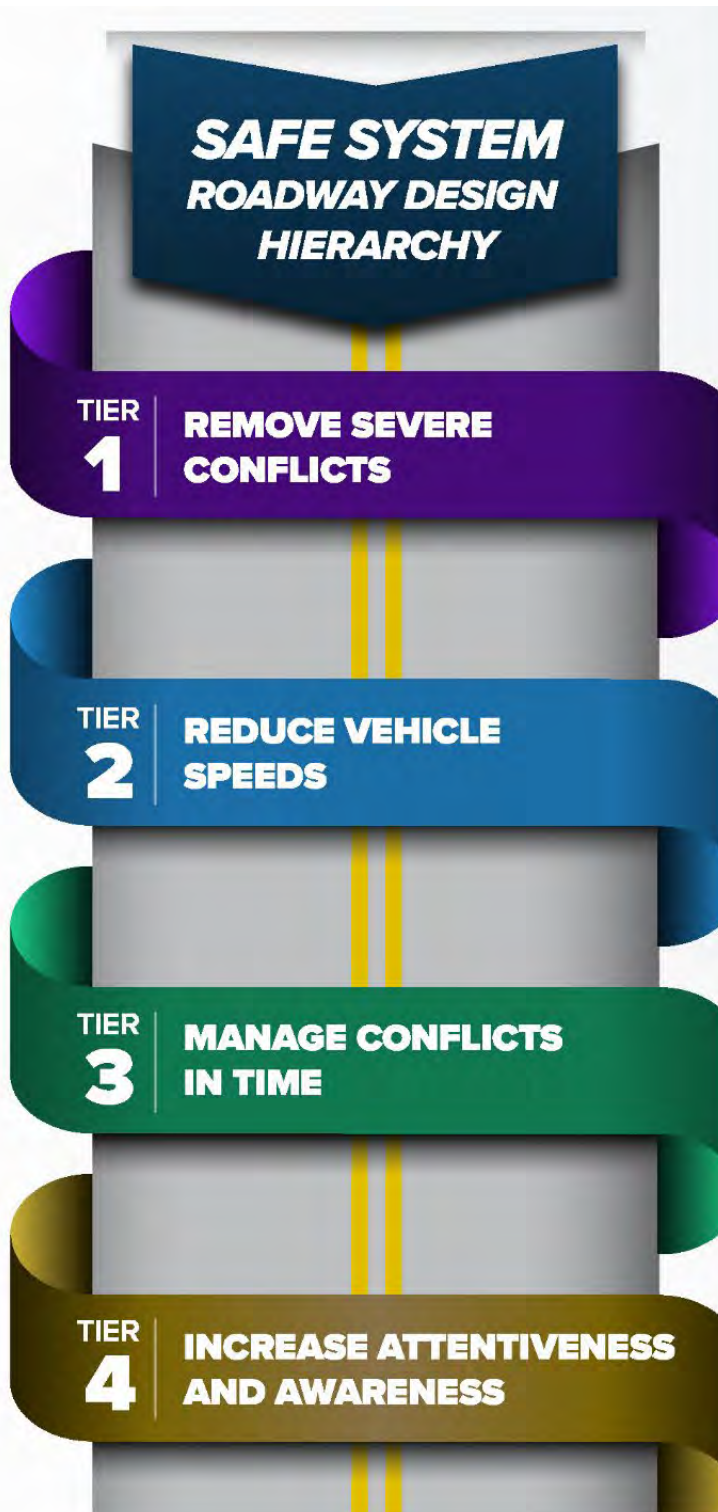 SAFE SYSTEM
ROADWAY DESIGN
HIERARCHY
TIER
1
REMOVE SEVERE
CONFLICTS
TIER
2
REDUCE VEHICLE
SPEEDS
TIER
3
MANAGE CONFLICTS
IN TIME
TIER
4
INCREASE ATTENTIVENESS
AND AWARENESS